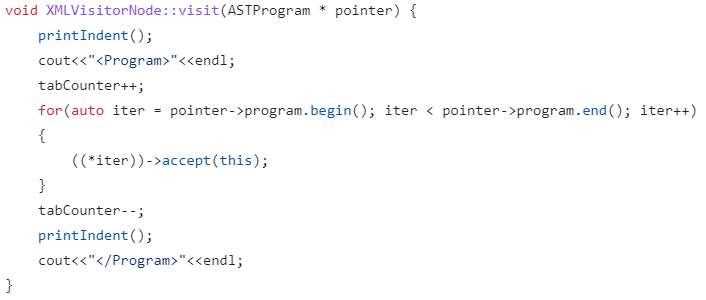 void XMLVisitorNode::visit(ASTProgram * pointer) {
    printIndent();
    cout<<"<Program>"<<endl;
    tabCounter++;
    for(auto iter = pointer->program.begin(); iter < pointer->program.end(); iter++)
    {
        ((*iter))->accept(this);
    }
    tabCounter--;
    printIndent();
    cout<<"</Program>"<<endl;
}